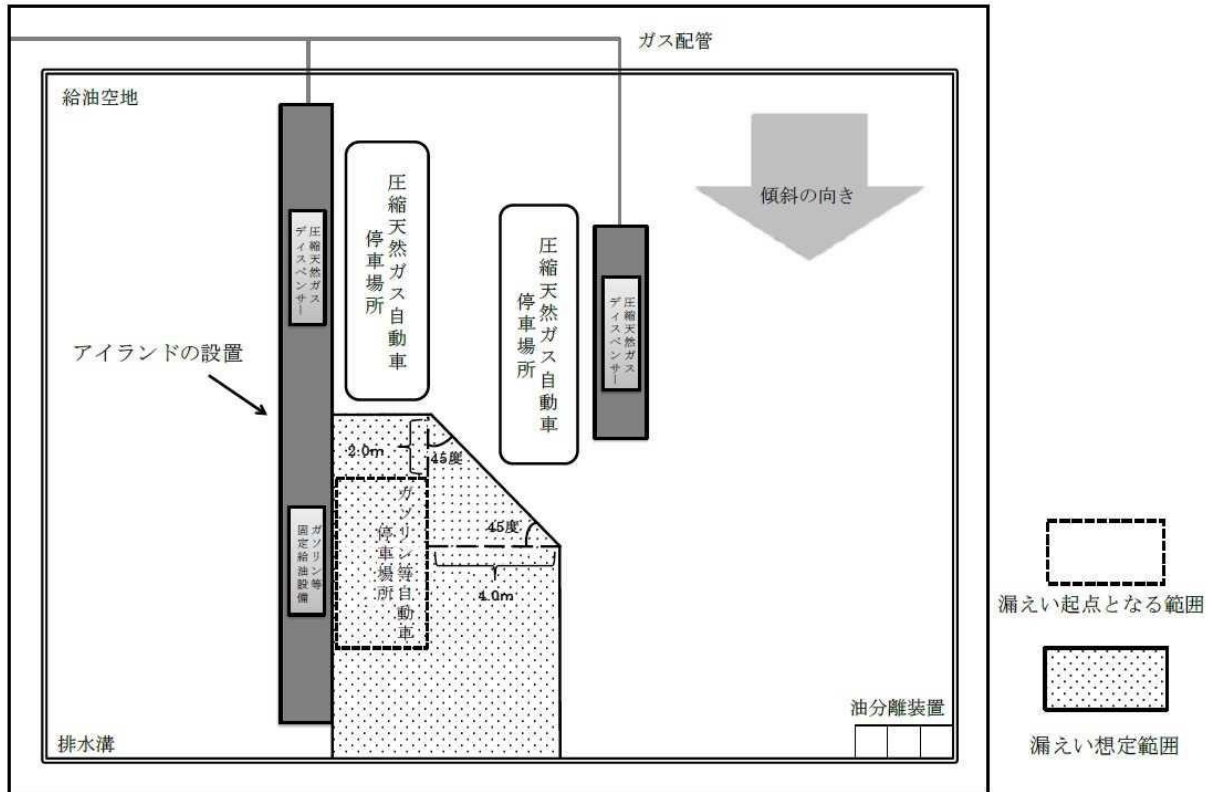 ガス配管
給油空地
傾斜の向き
圧縮天然ガス自動車
停車場所
圧縮天然ガス自動車
停車場所
圧縮天然ガス
ディスペンサー
圧縮天然ガス
ディスペンサー
アイランドの設置
2.0m
45度
ガソリン等自動車
停車場所
45度
4.0m
ガソリン等
固定給油設備
漏えい起点となる範囲
油分離装置
排水溝
漏えい想定範囲